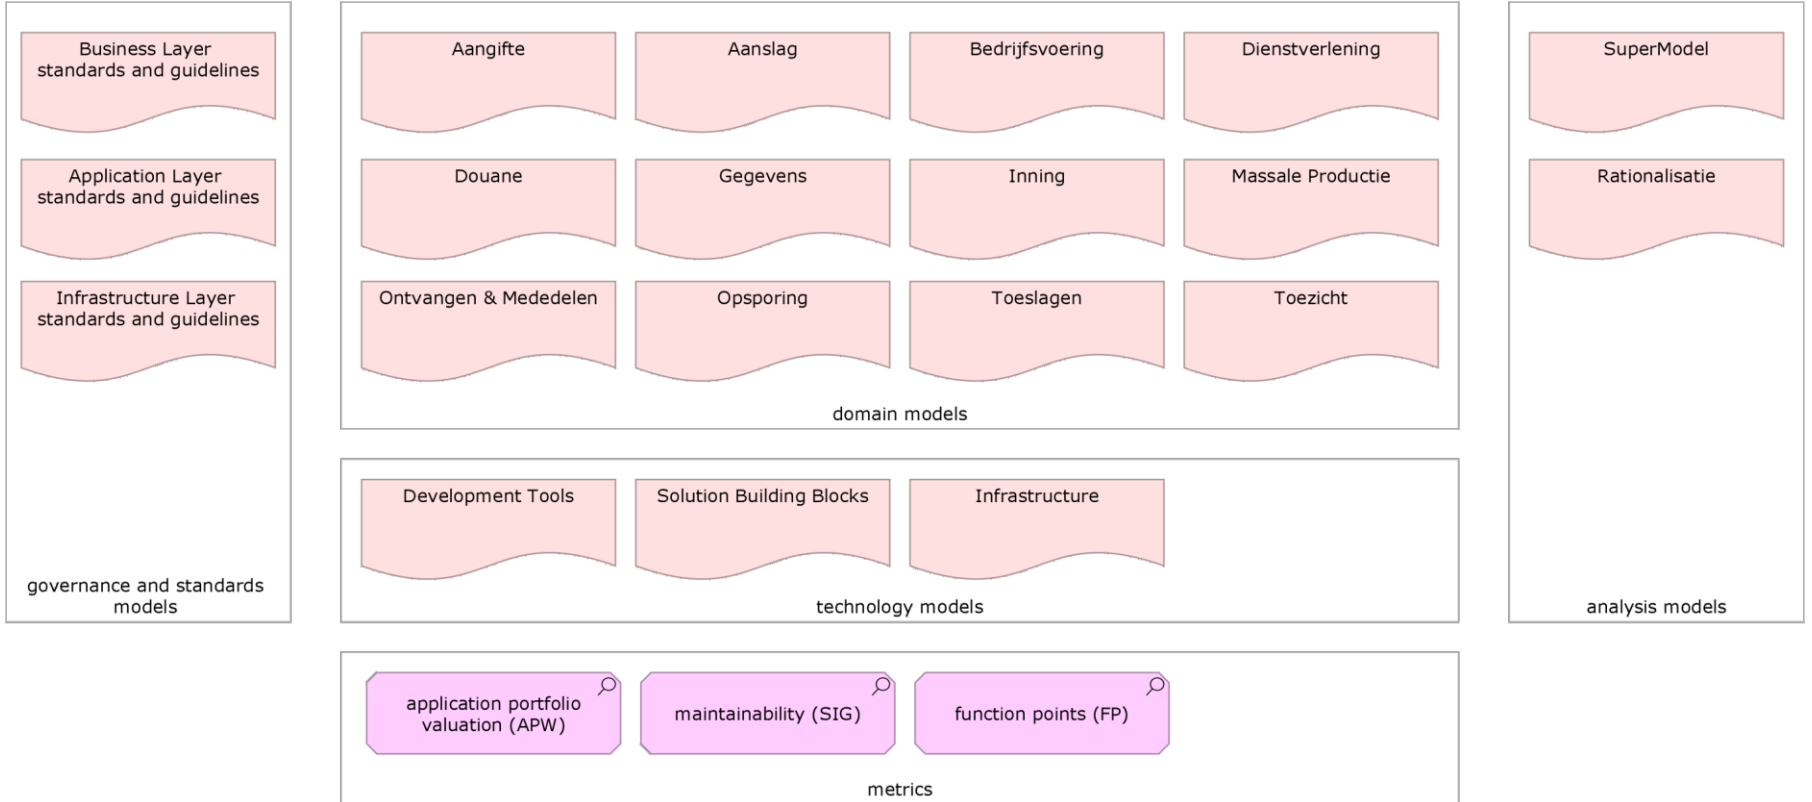 Business Layer
standards and guidelines
Application Layer
standards and guidelines
Infrastructure Layer
standards and guidelines
governance and standards
models
Aangifte
Aanslag
Bedrijfsvoering
Dienstverlening
Douane
Gegevens
Inning
Massale Productie
Ontvangen & Mededelen
Opsporing
Toeslagen
Toezicht
domain models
Development Tools
Solution Building Blocks
Infrastructure
technology models
application portfolio
valuation (APW)
maintainability (SIG)
function points (FP)
metrics
SuperModel
Rationalisatie
analysis models